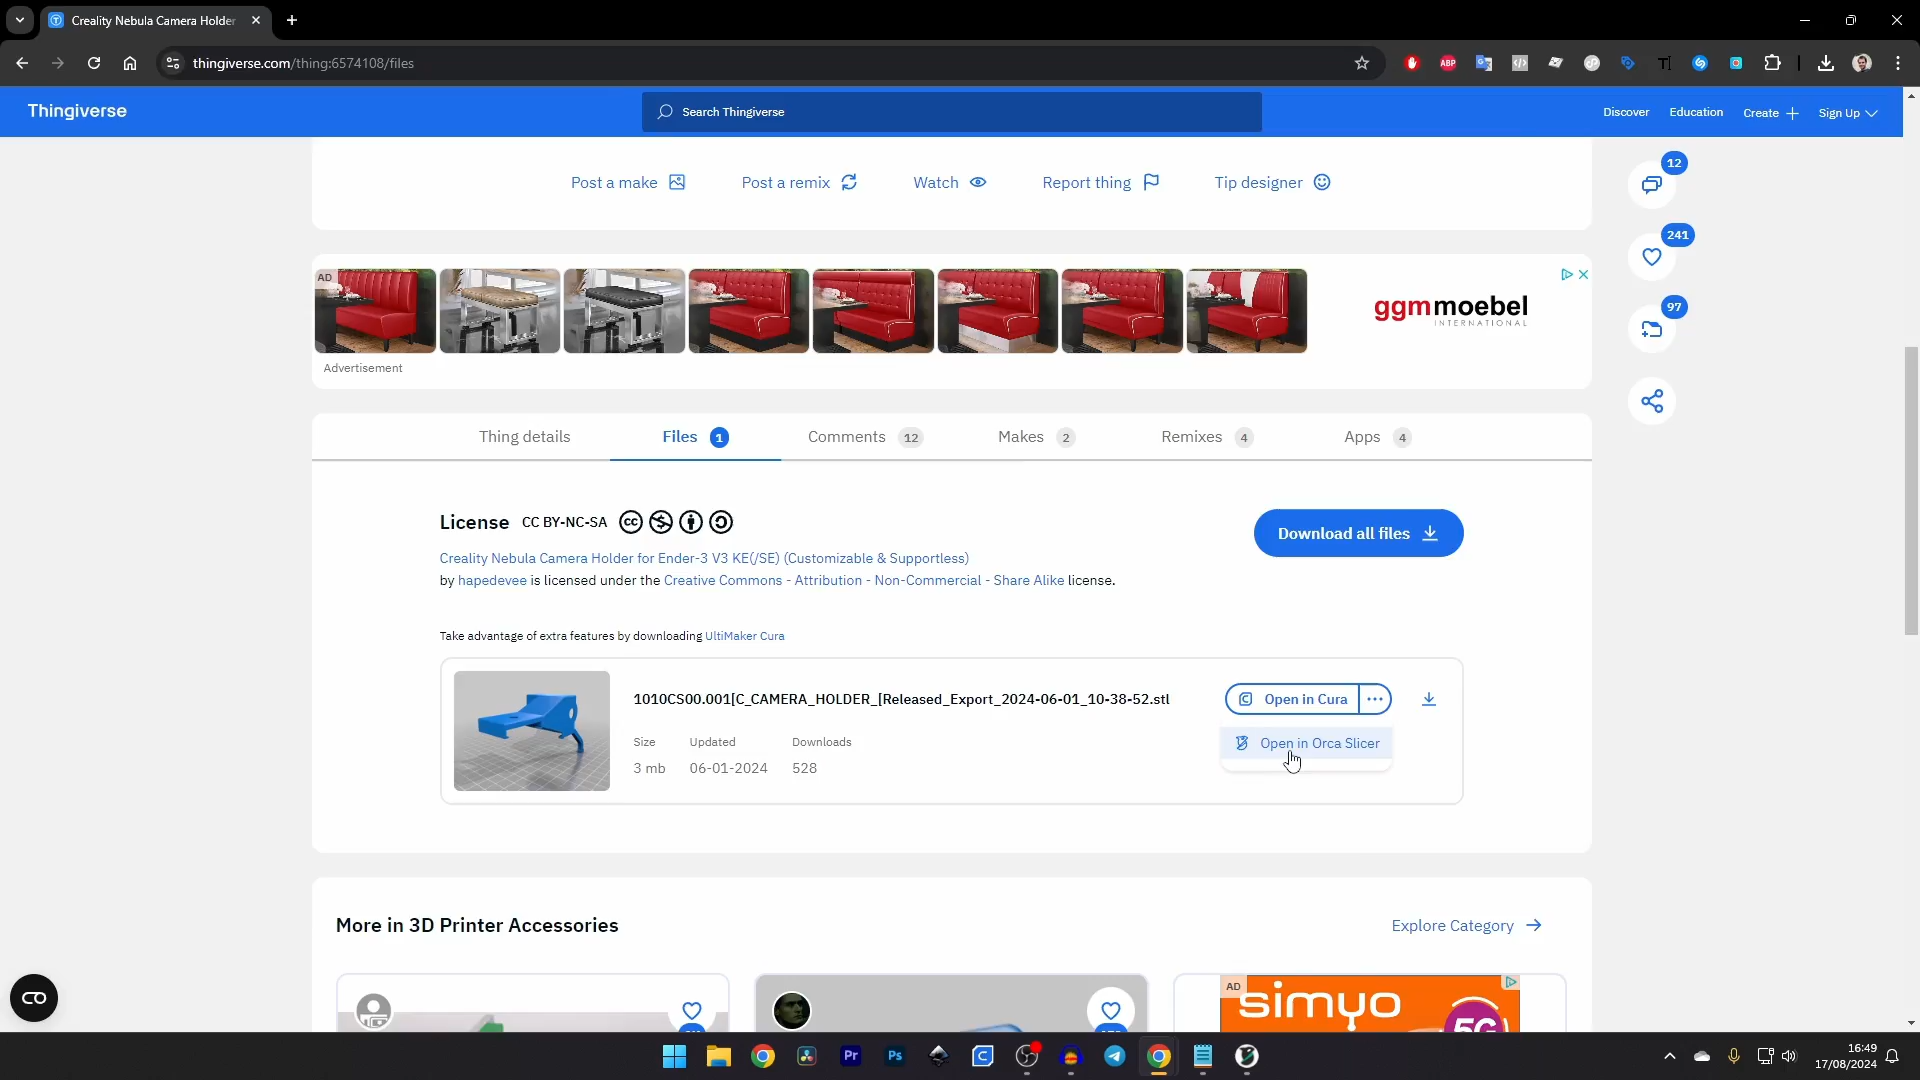 Creality Nebula Camera Holder
thingiverse.com/thing:6574108/files
ABP
Thingiverse
Search Thingiverse
Discover
Education
Create
Sign Up
12
241
97
Post a make
Post a remix
Watch
Report thing
Tip designer
AD
ggmmoebel
INTERNATIONAL
Advertisement
Thing details
Files 1
Comments 12
Makes 2
Remixes 4
Apps 4
License CC BY-NC-SA
Download all files
Creality Nebula Camera Holder for Ender-3 V3 KE(/SE) (Customizable & Supportless)
by hapedevee is licensed under the Creative Commons - Attribution - Non-Commercial - Share Alike license.
Take advantage of extra features by downloading UltiMaker Cura
1010CS00.001[C_CAMERA_HOLDER_[Released_Export_2024-06-01_10-38-52.stl
Open in Cura
Open in Orca Slicer
Size Updated Downloads
3 mb 06-01-2024 528
More in 3D Printer Accessories
Explore Category
AD
simyo
5G
Pr
Ps
16:49
17/08/2024